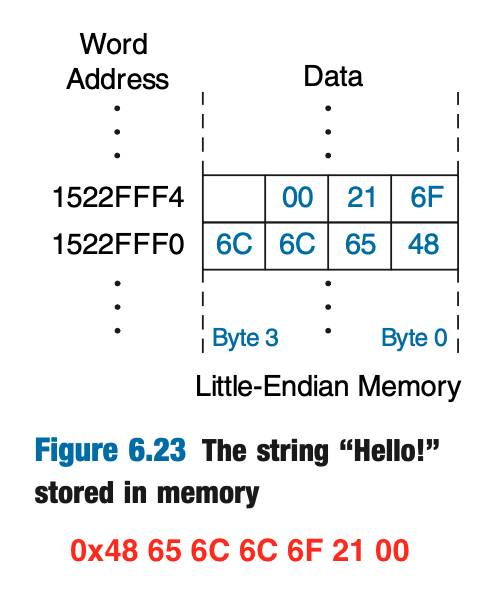 Word
Address
Data
1522FFF4 00 21 6F
1522FFF0 6C 6C 65 48
Byte 3 Byte 0
Little-Endian Memory
Figure 6.23 The string “Hello!”
stored in memory
0x48 65 6C 6C 6F 21 00